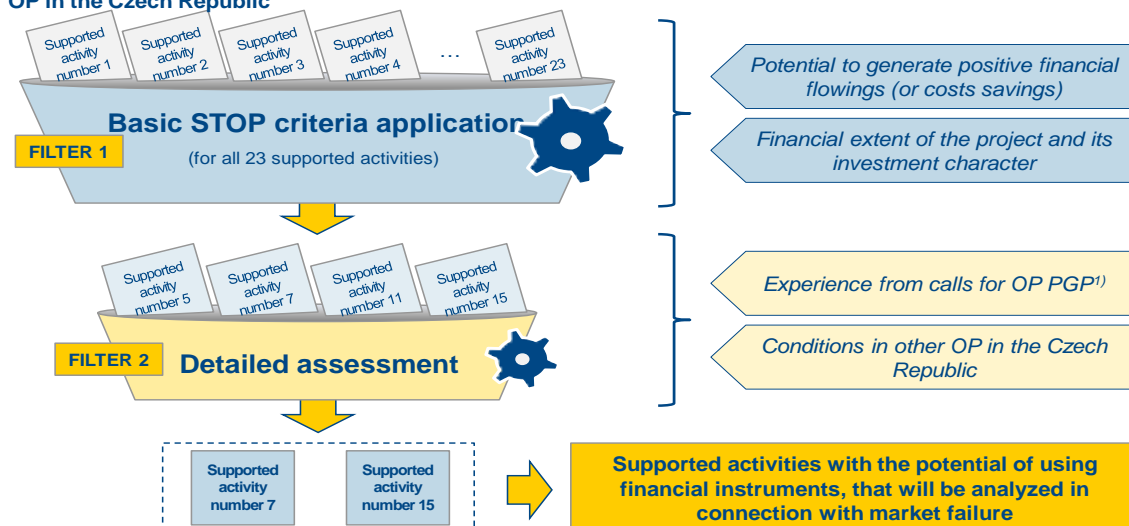 OP in the Czech Republic
Supported
activity
number 1
Supported
activity
number 2
Supported
activity
number 3
Supported
activity
number 4
...
Supported
activity
number 23
Basic STOP criteria application
FILTER 1
(for all 23 supported activities)
Potential to generate positive financial
flowings (or costs savings)
Financial extent of the project and its
investment character
Supported
activity
number 5
Supported
activity
number 7
Supported
activity
number 11
Supported
activity
number 15
FILTER 2
Detailed assessment
Experience from calls for OP PGP1)
Conditions in other OP in the Czech
Republic
Supported
activity
number 7
Supported
activity
number 15
Supported activities with the potential of using
financial instruments, that will be analyzed in
connection with market failure